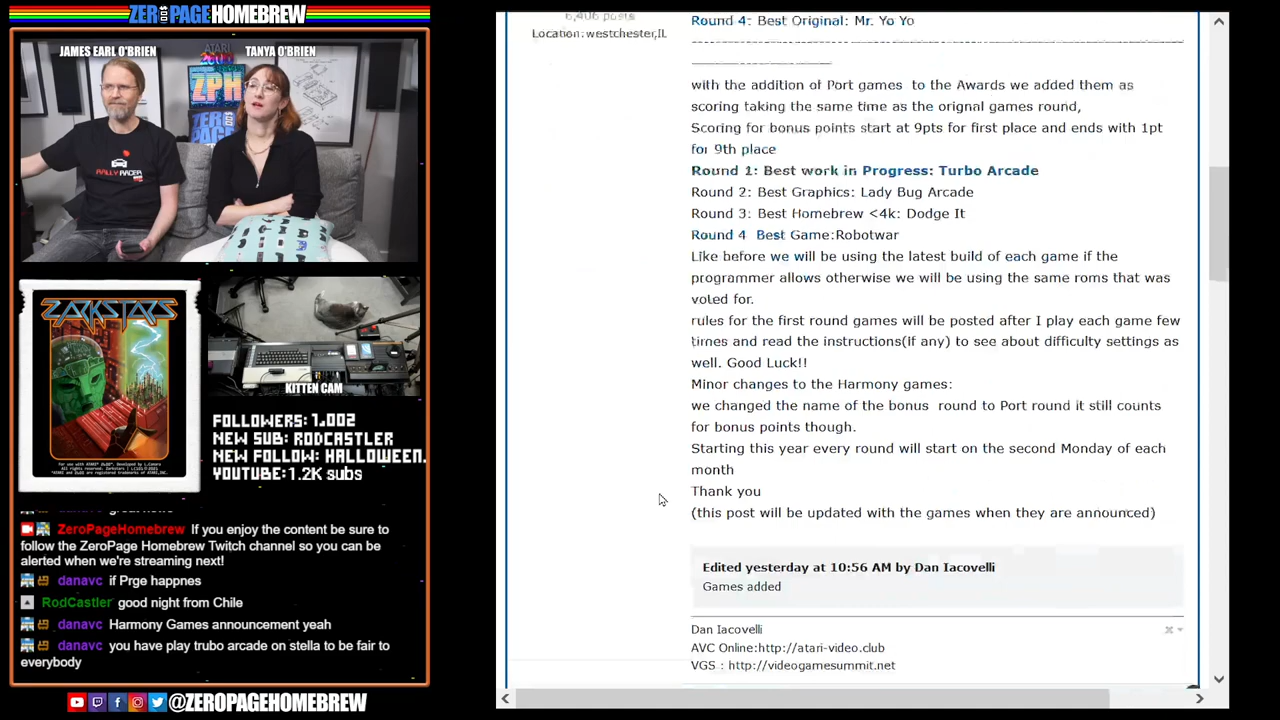 ZERO PAGE HOMEBREW
JAMES EARL O'BRIEN
TANYA O'BRIEN
ATARI
ZPH
ZERO
PAGE
RALLY RACER
ZARKSTARS
KITTEN CAM
FOLLOWERS: 1.002
NEW SUB: RODCASTLER
NEW FOLLOW: HALLOWEEN.
YOUTUBE: 1.2K subs
ZeroPageHomebrew If you enjoy the content be sure to
follow the ZeroPage Homebrew Twitch channel so you can be
alerted when we're streaming next!
danavc if Prge happnes
RodCastler good night from Chile
danavc Harmony Games announcement yeah
danavc you have play trubo arcade on stella to be fair to
everybody
@ZEROPAGEHOMEBREW
6,406 posts
Location: westchester,IL
Round 4: Best Original: Mr. Yo Yo
with the addition of Port games to the Awards we added them as
scoring taking the same time as the orignal games round,
Scoring for bonus points start at 9pts for first place and ends with 1pt
for 9th place
Round 1: Best work in Progress: Turbo Arcade
Round 2: Best Graphics: Lady Bug Arcade
Round 3: Best Homebrew <4k: Dodge It
Round 4 Best Game:Robotwar
Like before we will be using the latest build of each game if the
programmer allows otherwise we will be using the same roms that was
voted for.
rules for the first round games will be posted after I play each game few
times and read the instructions(if any) to see about difficulty settings as
well. Good Luck!!
Minor changes to the Harmony games:
we changed the name of the bonus round to Port round it still counts
for bonus points though.
Starting this year every round will start on the second Monday of each
month
Thank you
(this post will be updated with the games when they are announced)
Edited yesterday at 10:56 AM by Dan Iacovelli
Games added
Dan Iacovelli
AVC Online:http://atari-video.club
VGS : http://videogamesummit.net